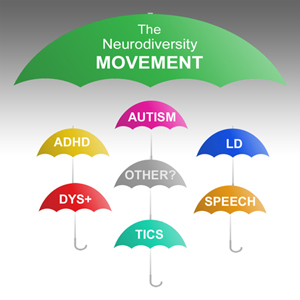 The
Neurodiversity
MOVEMENT
AUTISM
ADHD
LD
OTHER?
DYS+
SPEECH
TICS